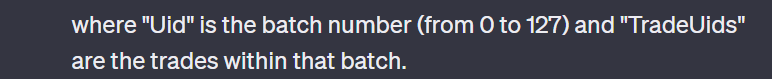 where "Uid" is the batch number (from 0 to 127) and "TradeUids"
are the trades within that batch.